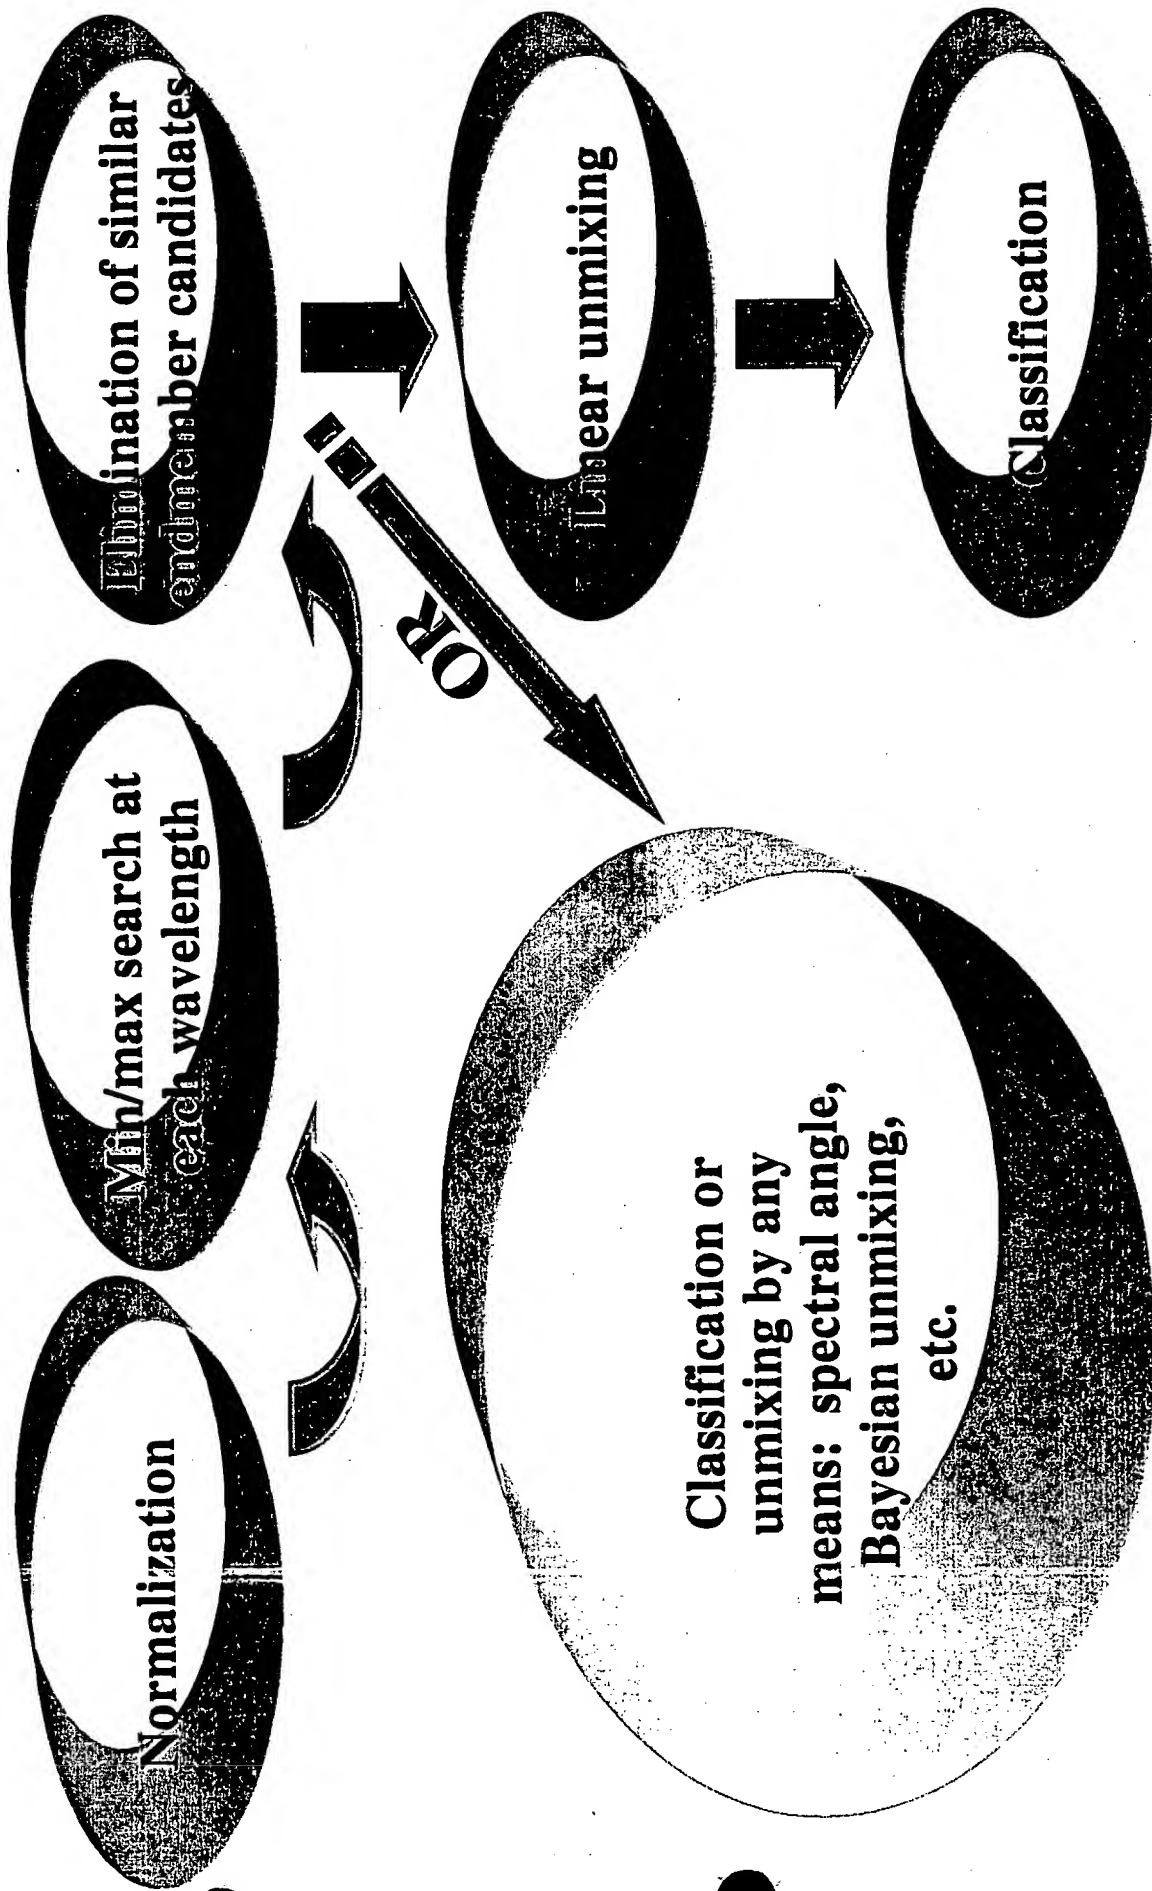 Normalization
Min/max search at
each wavelength
Elimination of similar
endmember candidates
OR
Linear unmixing
Classification
Classification or
unmixing by any
means: spectral angle,
Bayesian unmixing,
etc.